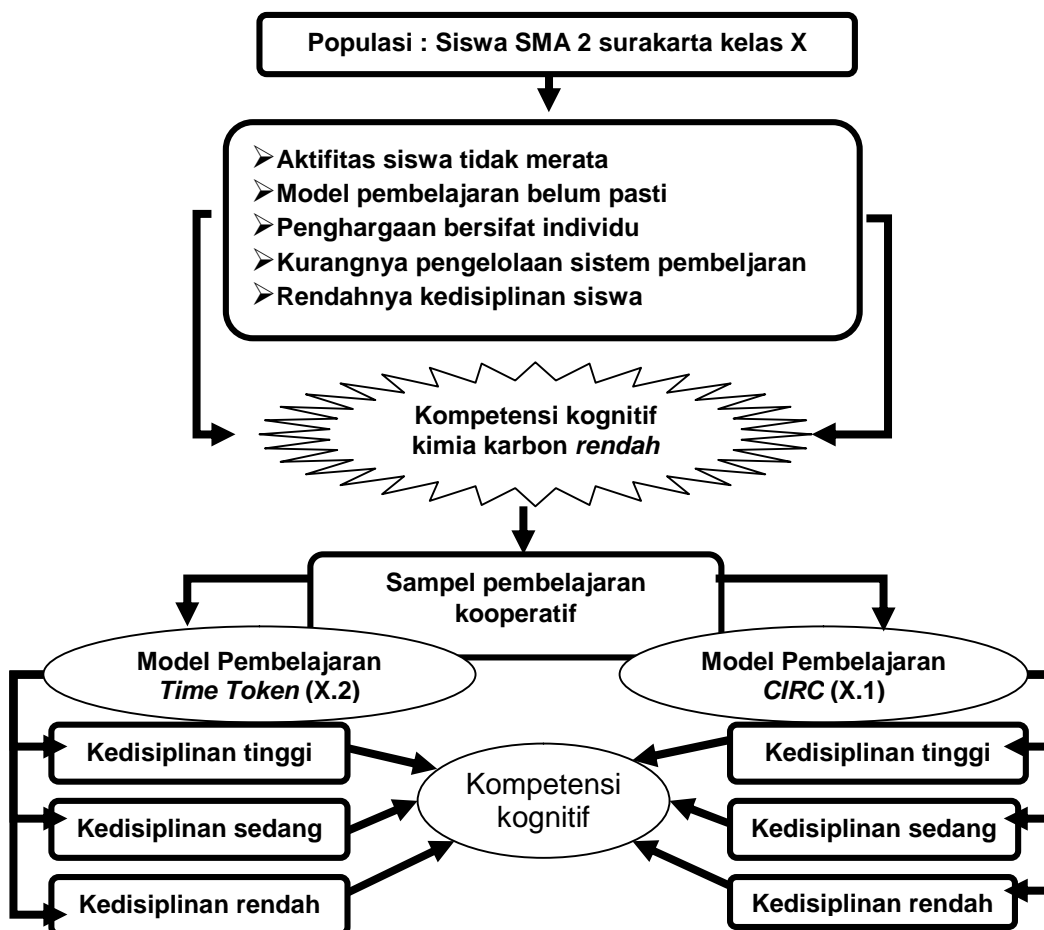 Populasi : Siswa SMA 2 surakarta kelas X
➢Aktifitas siswa tidak merata
➢Model pembelajaran belum pasti
➢Penghargaan bersifat individu
➢Kurangnya pengelolaan sistem pembeljaran
➢Rendahnya kedisiplinan siswa
Kompetensi kognitif
kimia karbon rendah
Sampel pembelajaran
kooperatif
Model Pembelajaran
Time Token (X.2)
Model Pembelajaran
CIRC (X.1)
Kedisiplinan tinggi
Kedisiplinan sedang
Kedisiplinan rendah
Kompetensi
kognitif
Kedisiplinan tinggi
Kedisiplinan sedang
Kedisiplinan rendah